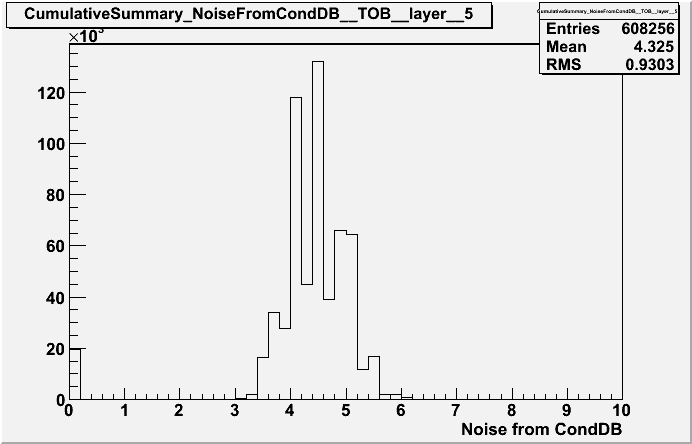 CumulativeSummary_NoiseFromCondDB__TOB__layer__5
CumulativeSummary_NoiseFromCondDB__TOB__layer__5
Entries 608256
Mean 4.325
RMS 0.9303
×10³
120
100
80
60
40
20
0
0 1 2 3 4 5 6 7 8 9 10
Noise from CondDB